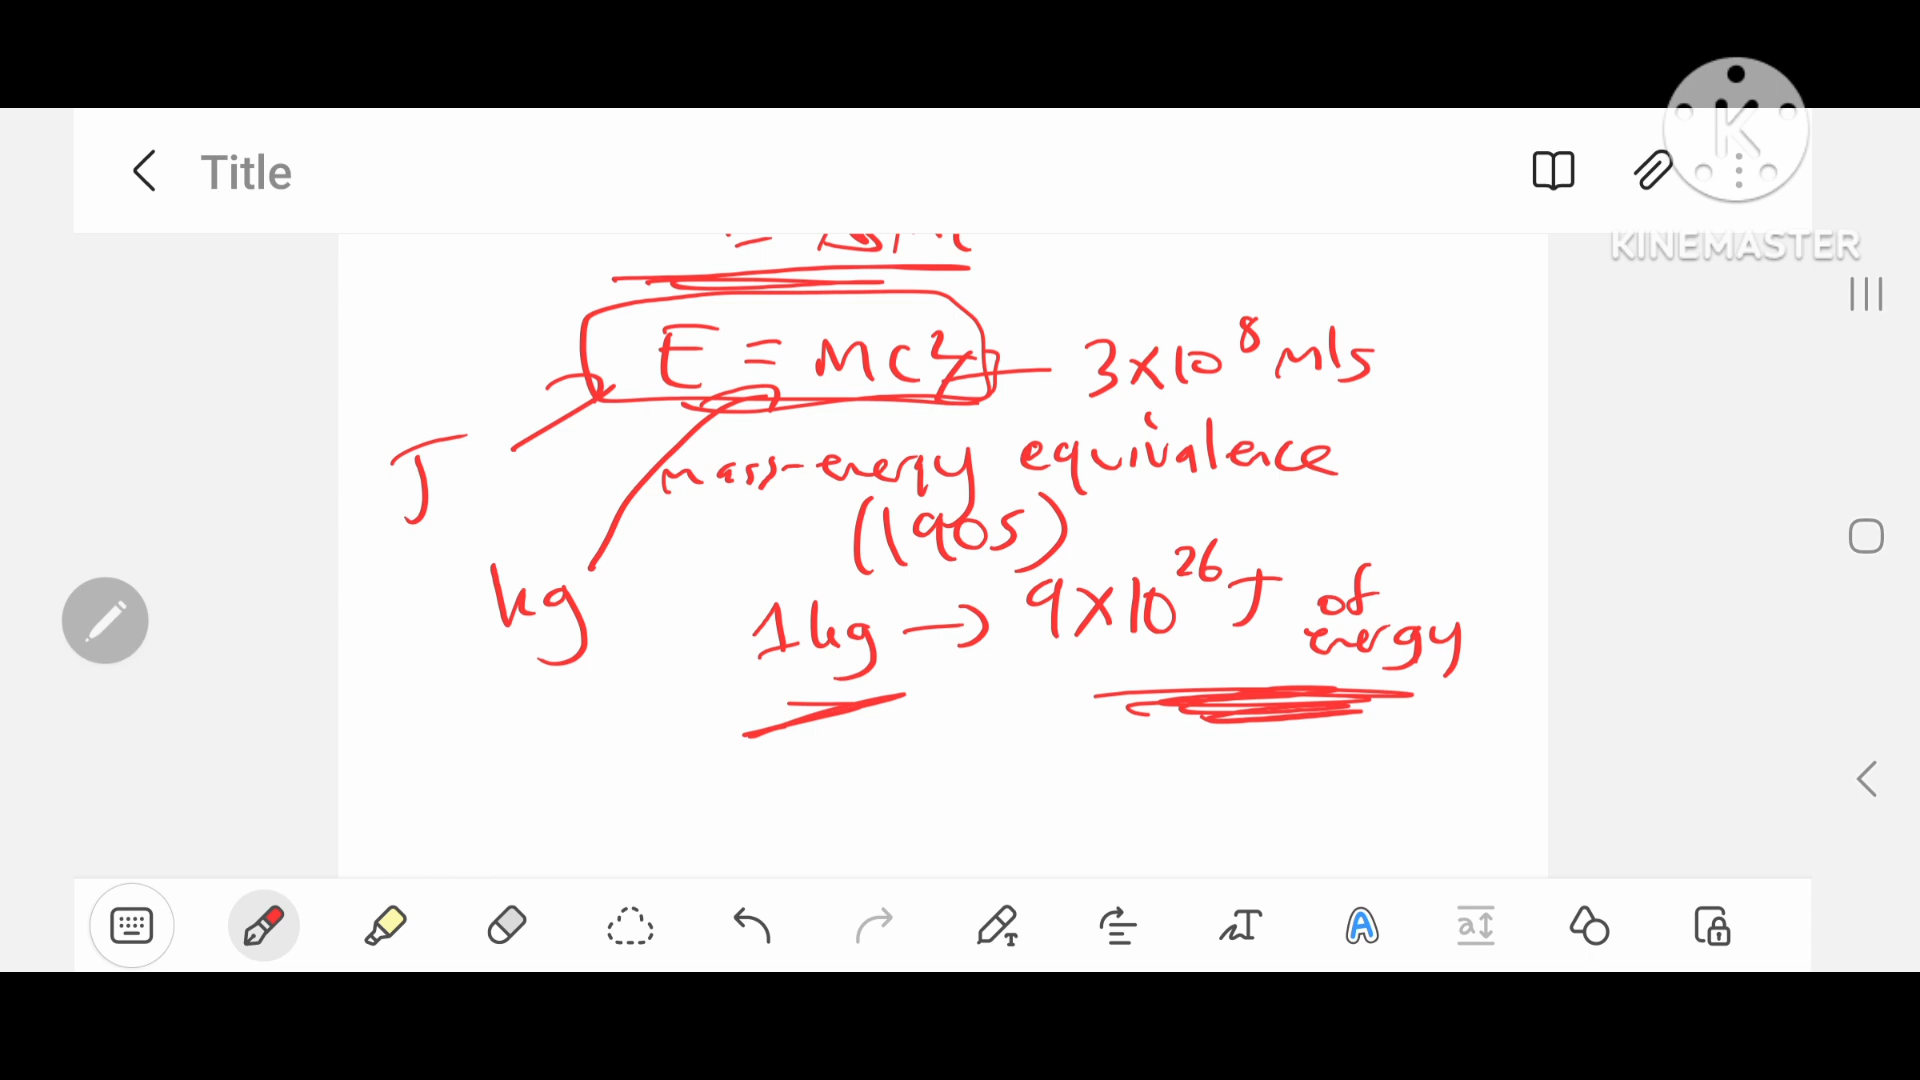 Title
KINEMASTER
E = MC² 3×10⁸ m/s
J
mass-energy equivalence
(1905)
kg
1kg → 9×10²⁶ J of
energy